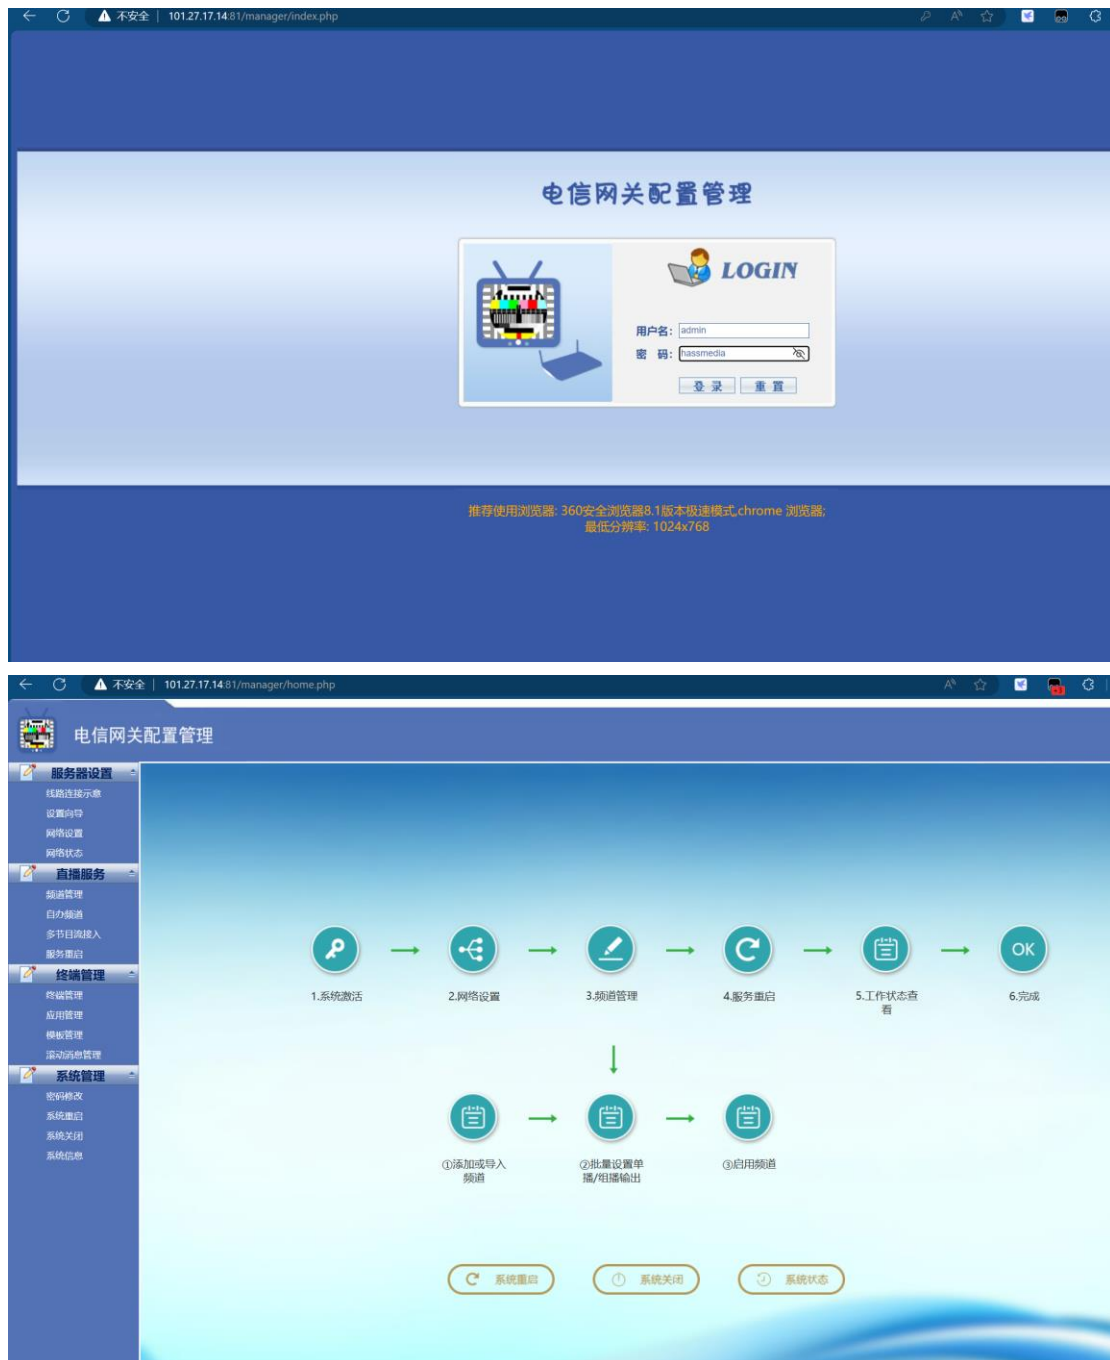 不安全 | 101.27.17.14:81/manager/index.php
电信网关配置管理
LOGIN
用户名: admin
密 码: hassmedia
登 录 重 置
推荐使用浏览器: 360安全浏览器8.1版本极速模式,chrome 浏览器;
最低分辨率: 1024x768
不安全 | 101.27.17.14:81/manager/home.php
电信网关配置管理
服务器设置
线路连接示意
设置向导
网络设置
网络状态
直播服务
频道管理
自办频道
多节目流接入
服务重启
终端管理
终端管理
应用管理
模板管理
滚动消息管理
系统管理
密码修改
系统重启
系统关闭
系统信息
OK
1.系统激活 2.网络设置 3.频道管理 4.服务重启 5.工作状态查 6.完成
看
①添加或导入 ②批量设置单 ③启用频道
频道 播/组播输出
系统重启 系统关闭 系统状态